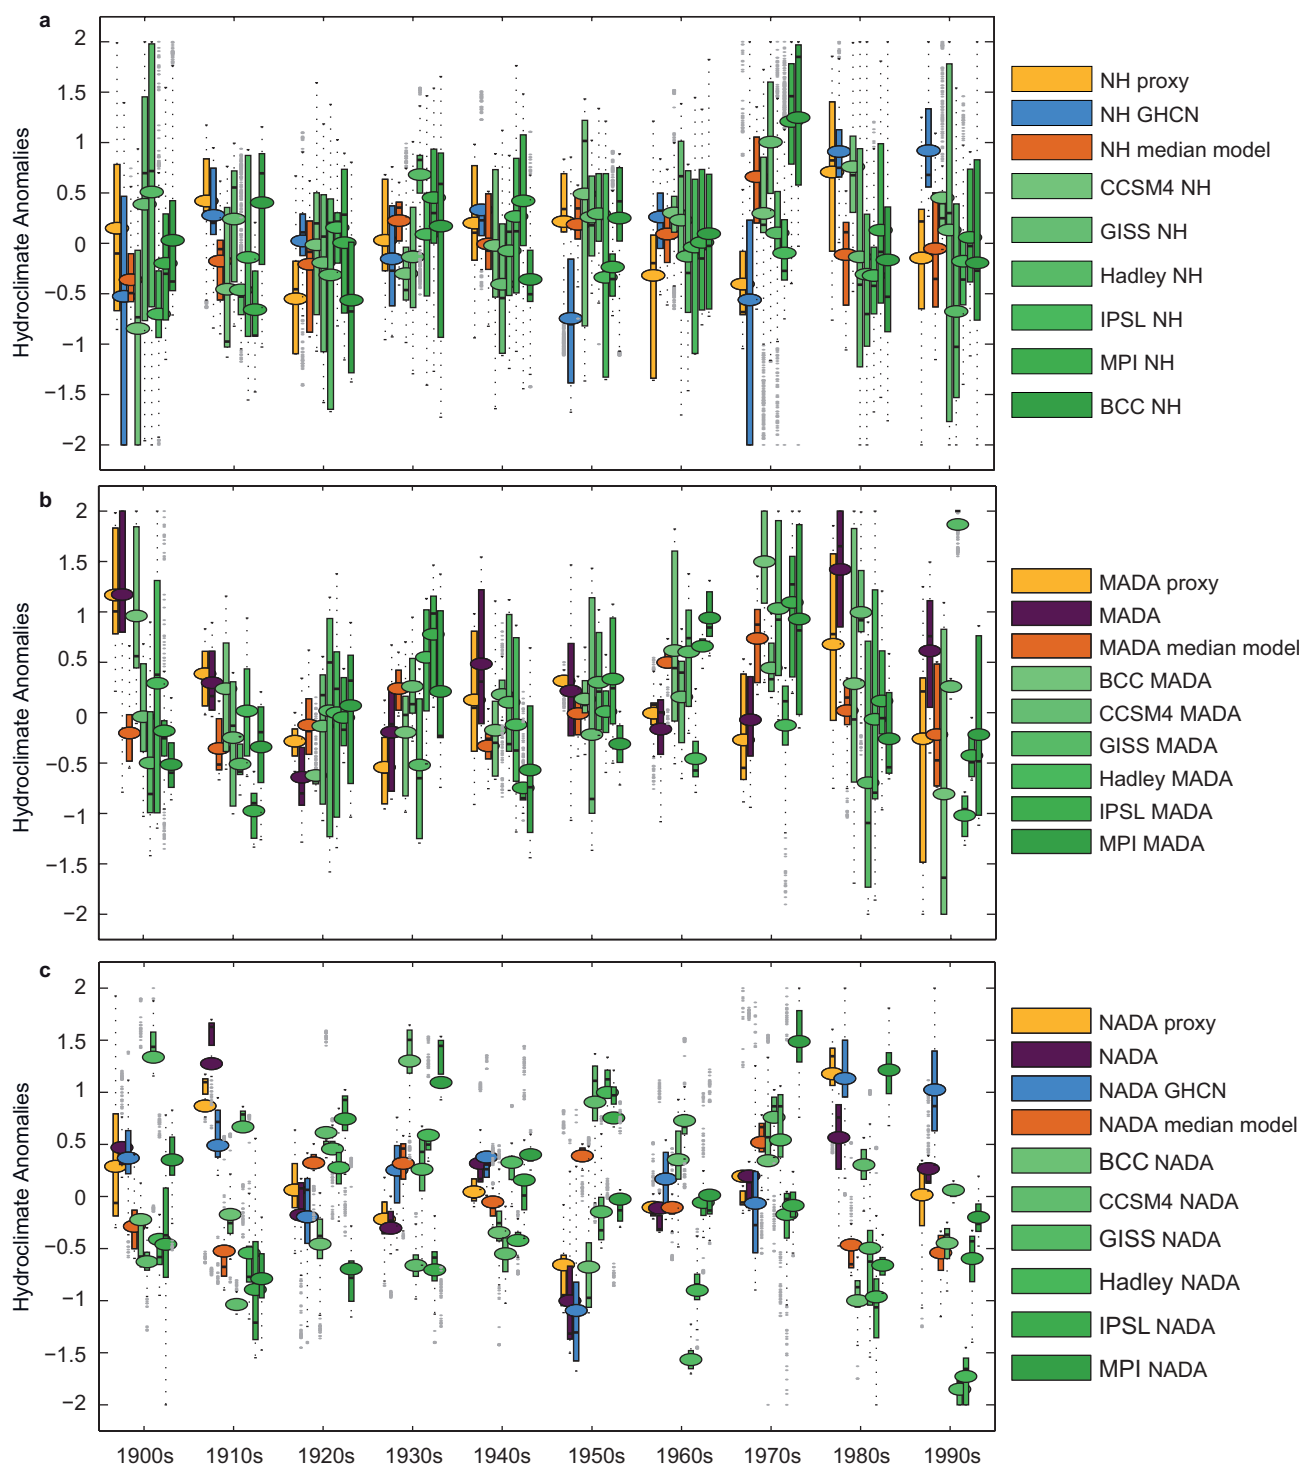 a
Hydroclimate Anomalies
2
1.5
1
0.5
0
−0.5
−1
−1.5
−2
NH proxy
NH GHCN
NH median model
CCSM4 NH
GISS NH
Hadley NH
IPSL NH
MPI NH
BCC NH
b
Hydroclimate Anomalies
2
1.5
1
0.5
0
−0.5
−1
−1.5
−2
MADA proxy
MADA
MADA median model
BCC MADA
CCSM4 MADA
GISS MADA
Hadley MADA
IPSL MADA
MPI MADA
c
Hydroclimate Anomalies
2
1.5
1
0.5
0
−0.5
−1
−1.5
−2
NADA proxy
NADA
NADA GHCN
NADA median model
BCC NADA
CCSM4 NADA
GISS NADA
Hadley NADA
IPSL NADA
MPI NADA
1900s 1910s 1920s 1930s 1940s 1950s 1960s 1970s 1980s 1990s